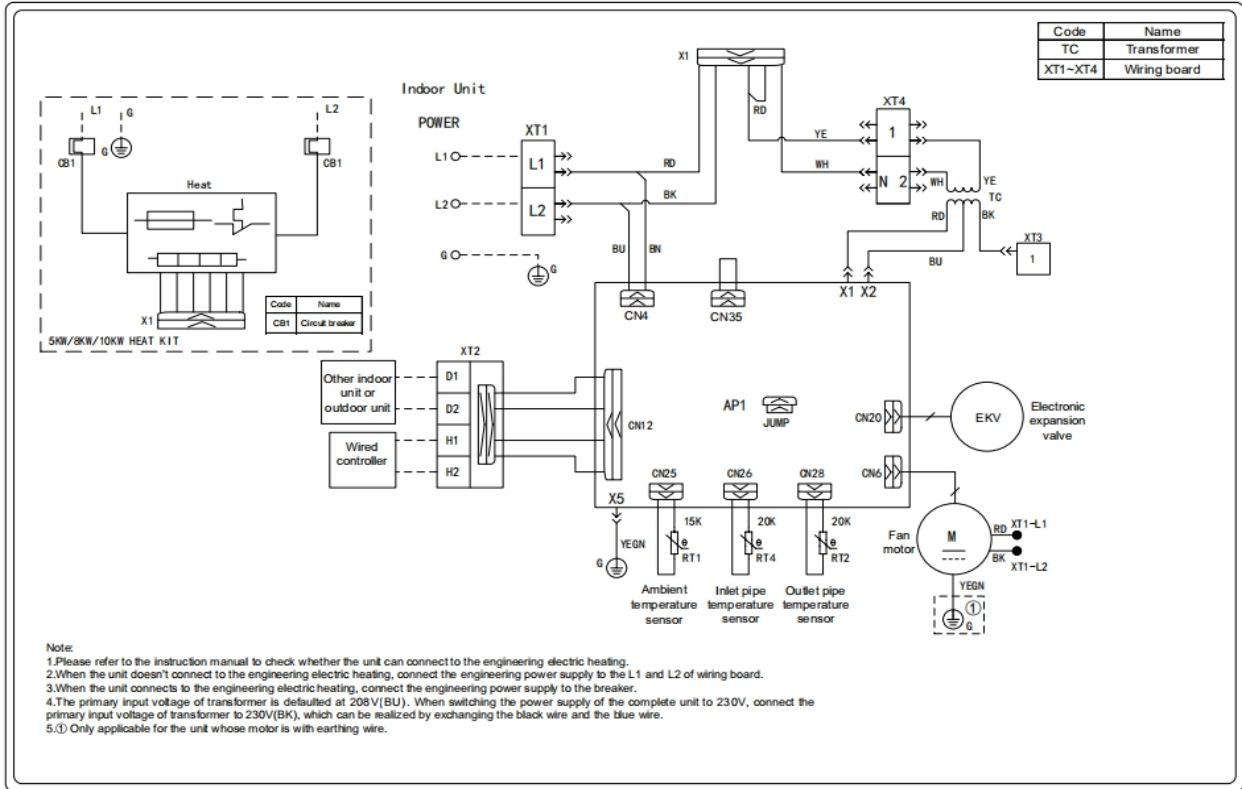 Code Name
TC Transformer
XT1~XT4 Wiring board
X1
RD
Indoor Unit
POWER
XT1
L1
L1
RD
L2
L2
BK
G
G
BU
BN
YE
WH
XT4
1
N 2
WH
YE
TC
RD
BK
BU
XT3
1
X1 X2
L1
G
L2
CB1
G
CB1
Heat
X1
Code Name
CB1 Circuit breaker
5KW/8KW/10KW HEAT KIT
CN4
CN35
XT2
Other indoor
unit or
outdoor unit
Wired
controller
D1
D2
H1
H2
CN12
AP1
JUMP
CN20
EKV
Electronic
expansion
valve
CN6
CN25
CN26
CN28
X5
YEGN
G
15K
θ
RT1
20K
θ
RT4
20K
θ
RT2
Ambient
temperature
sensor
Inlet pipe
temperature
sensor
Outlet pipe
temperature
sensor
Fan
motor
M
RD XT1-L1
BK
XT1-L2
YEGN
①
G
Note:
1.Please refer to the instruction manual to check whether the unit can connect to the engineering electric heating.
2.When the unit doesn't connect to the engineering electric heating, connect the engineering power supply to the L1 and L2 of wiring board.
3.When the unit connects to the engineering electric heating, connect the engineering power supply to the breaker.
4.The primary input voltage of transformer is defaulted at 208V(BU). When switching the power supply of the complete unit to 230V, connect the
primary input voltage of transformer to 230V(BK), which can be realized by exchanging the black wire and the blue wire.
5.① Only applicable for the unit whose motor is with earthing wire.